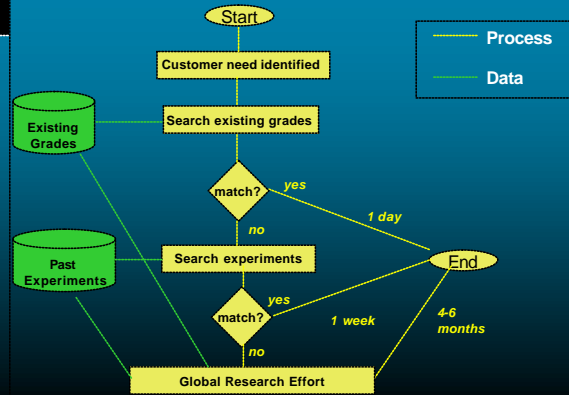 Start
Process
Customer need identified
Data
Existing
Grades
Search existing grades
match?
yes
1 day
no
Past
Experiments
Search experiments
End
match?
yes
1 week
4-6
months
no
Global Research Effort